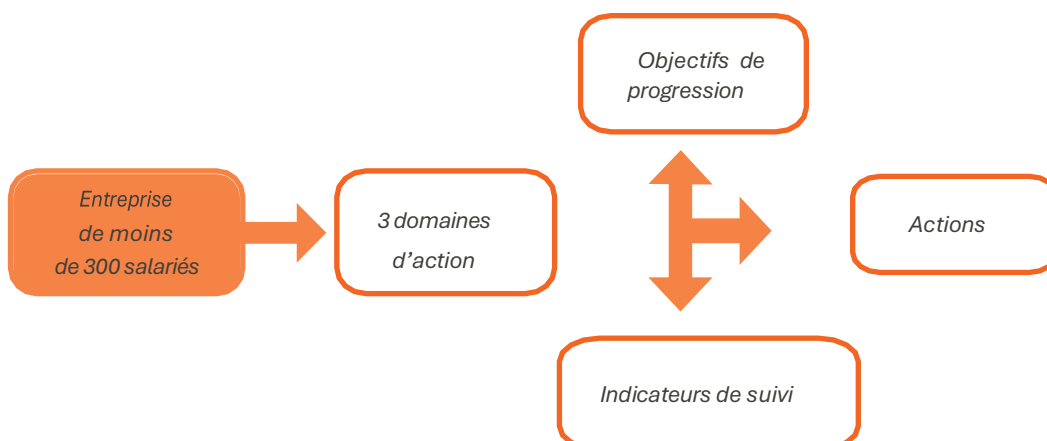 Objectifs de
progression
Entreprise
de moins
de 300 salariés
3 domaines
d’action
Actions
Indicateurs de suivi